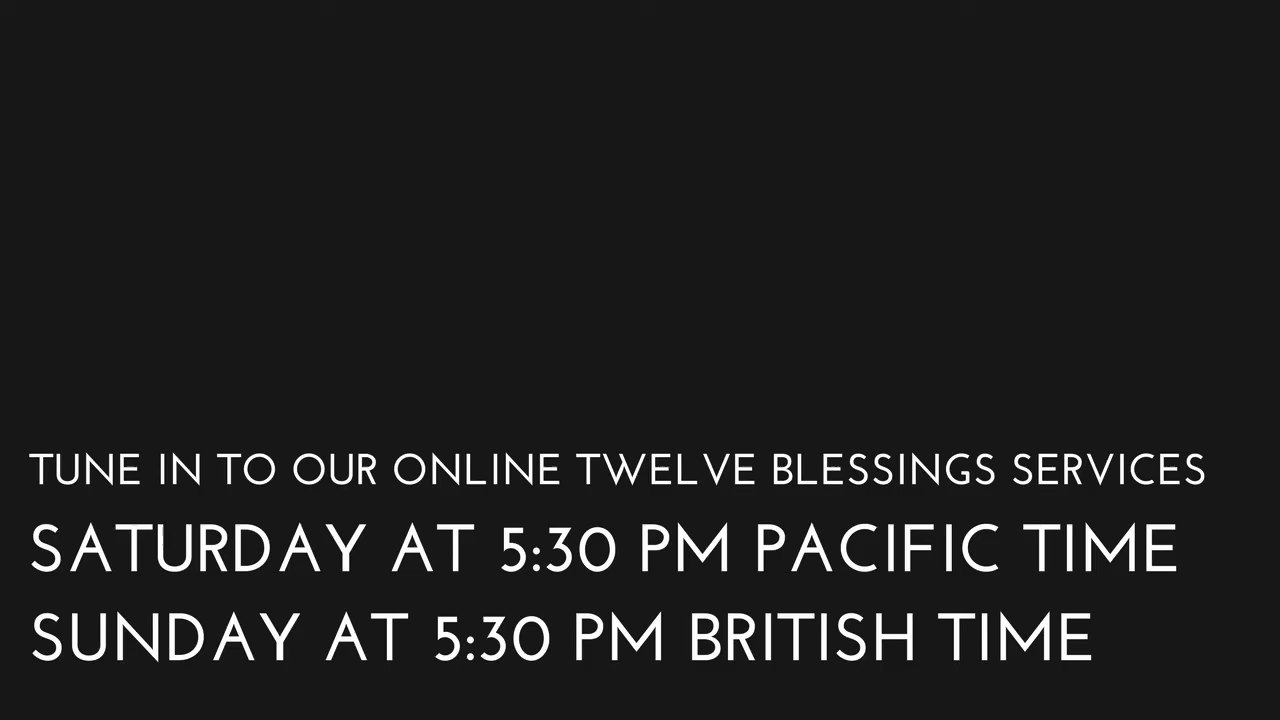 TUNE IN TO OUR ONLINE TWELVE BLESSINGS SERVICES
SATURDAY AT 5:30 PM PACIFIC TIME
SUNDAY AT 5:30 PM BRITISH TIME